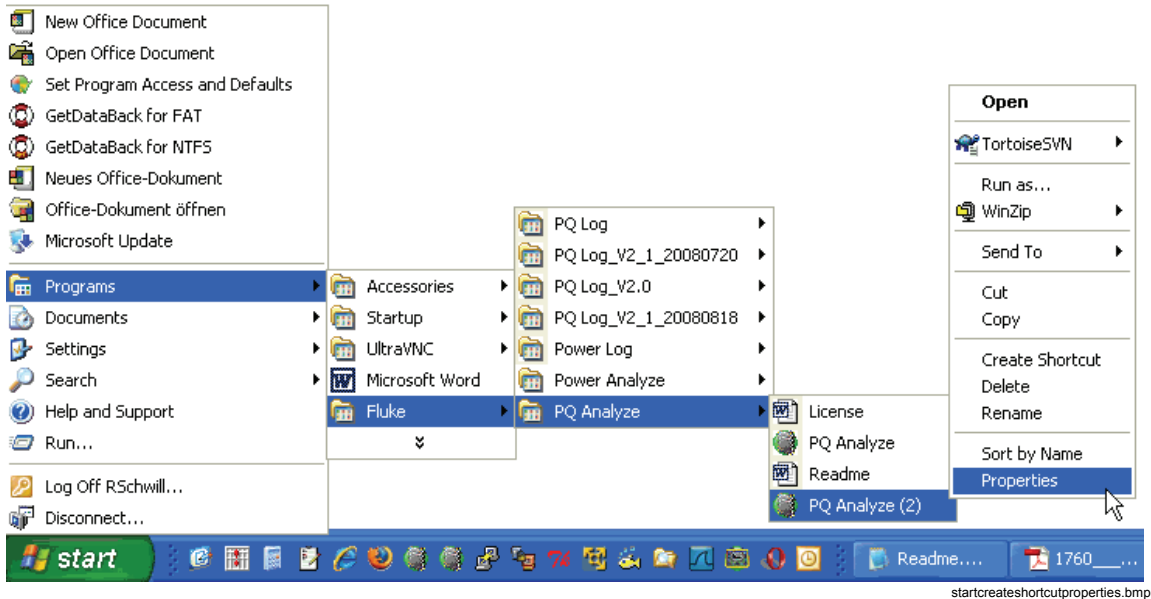 New Office Document
Open Office Document
Set Program Access and Defaults
GetDataBack for FAT
GetDataBack for NTFS
Neues Office-Dokument
Office-Dokument öffnen
Microsoft Update
Programs
Documents
Settings
Search
Help and Support
Run...
Log Off RSchwill...
Disconnect...
Accessories
Startup
UltraVNC
Microsoft Word
Fluke
PQ Log
PQ Log_V2_1_20080720
PQ Log_V2.0
PQ Log_V2_1_20080818
Power Log
Power Analyze
PQ Analyze
License
PQ Analyze
Readme
PQ Analyze (2)
Open
TortoiseSVN
Run as...
WinZip
Send To
Cut
Copy
Create Shortcut
Delete
Rename
Sort by Name
Properties
start
Readme....
1760___...
startcreateshortcutproperties.bmp